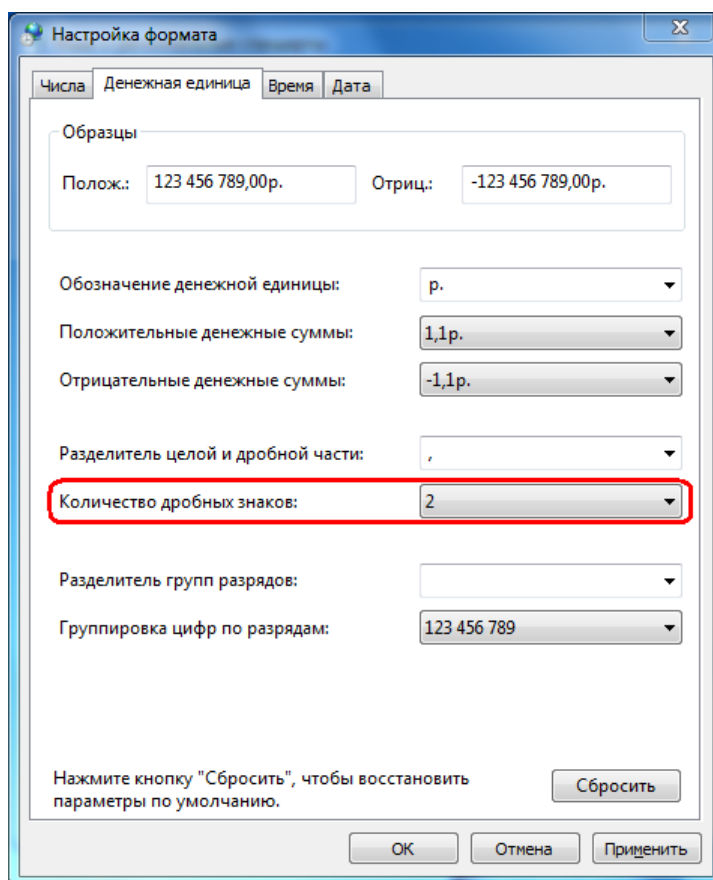 Настройка формата
Числа Денежная единица Время Дата
Образцы
Полож.: 123 456 789,00р. Отриц.: -123 456 789,00р.
Обозначение денежной единицы: р.
Положительные денежные суммы: 1,1р.
Отрицательные денежные суммы: -1,1р.
Разделитель целой и дробной части: ,
Количество дробных знаков: 2
Разделитель групп разрядов:
Группировка цифр по разрядам: 123 456 789
Нажмите кнопку "Сбросить", чтобы восстановить
параметры по умолчанию.
Сбросить
ОК Отмена Применить